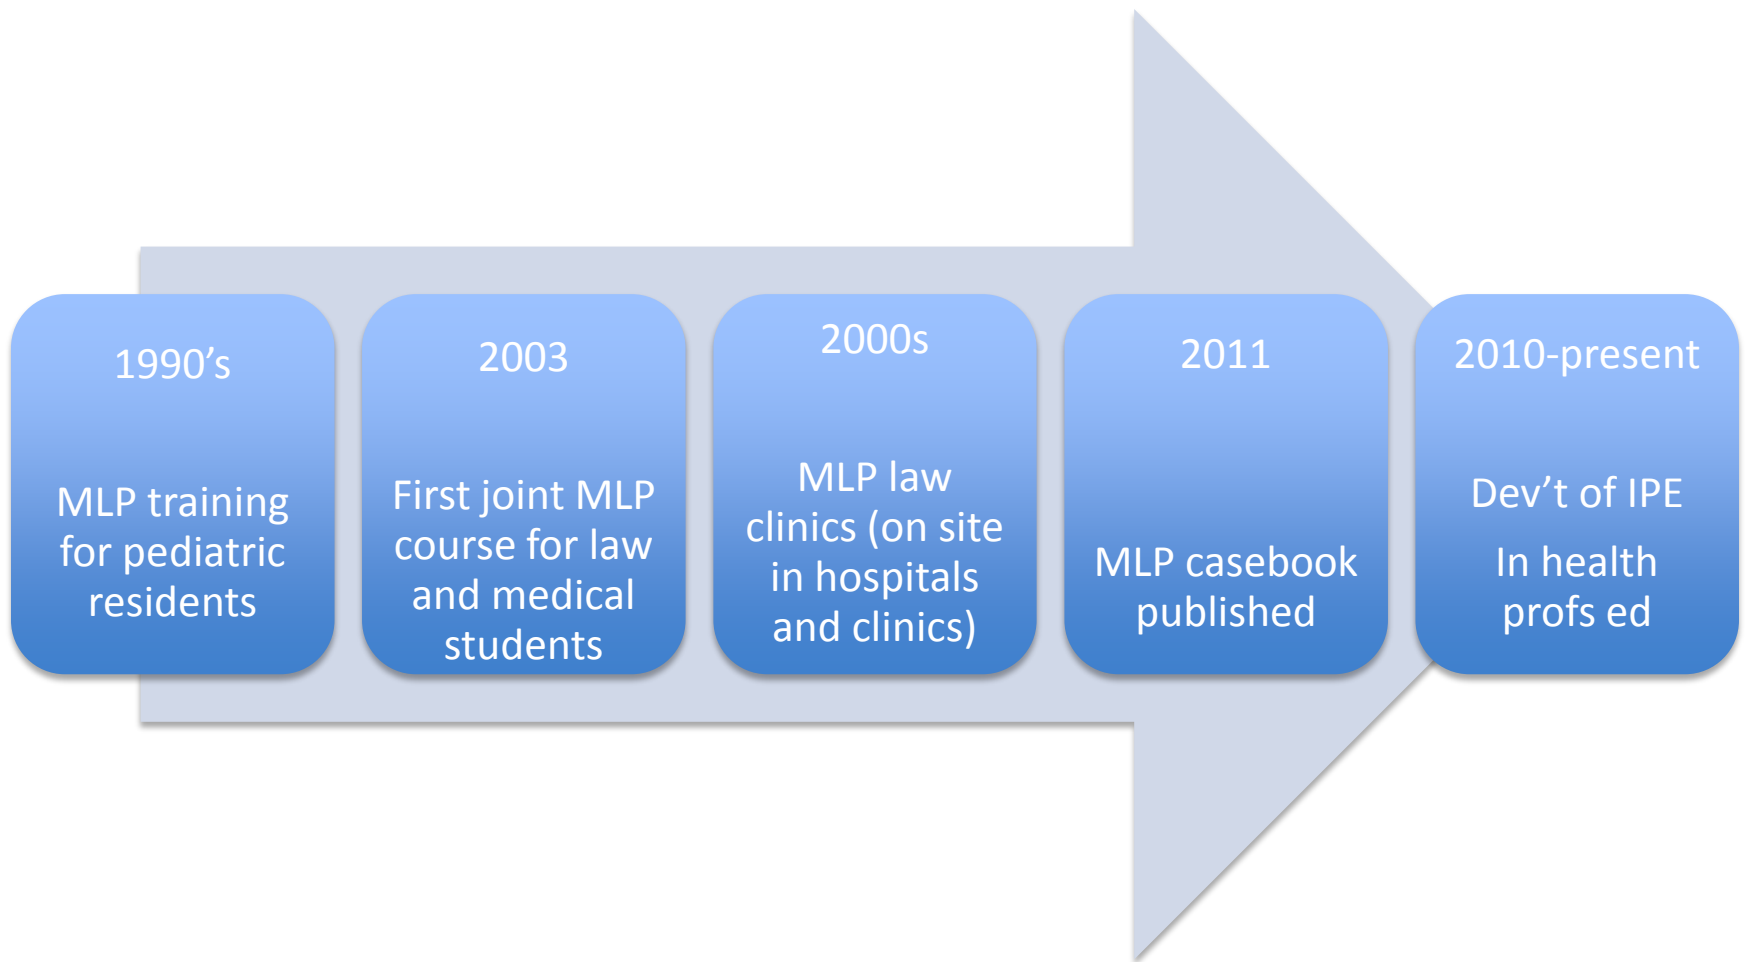 1990’s
MLP training
for pediatric
residents
2003
First joint MLP
course for law
and medical
students
2000s
MLP law
clinics (on site
in hospitals
and clinics)
2011
MLP casebook
published
2010-present
Dev’t of IPE
In health
profs ed